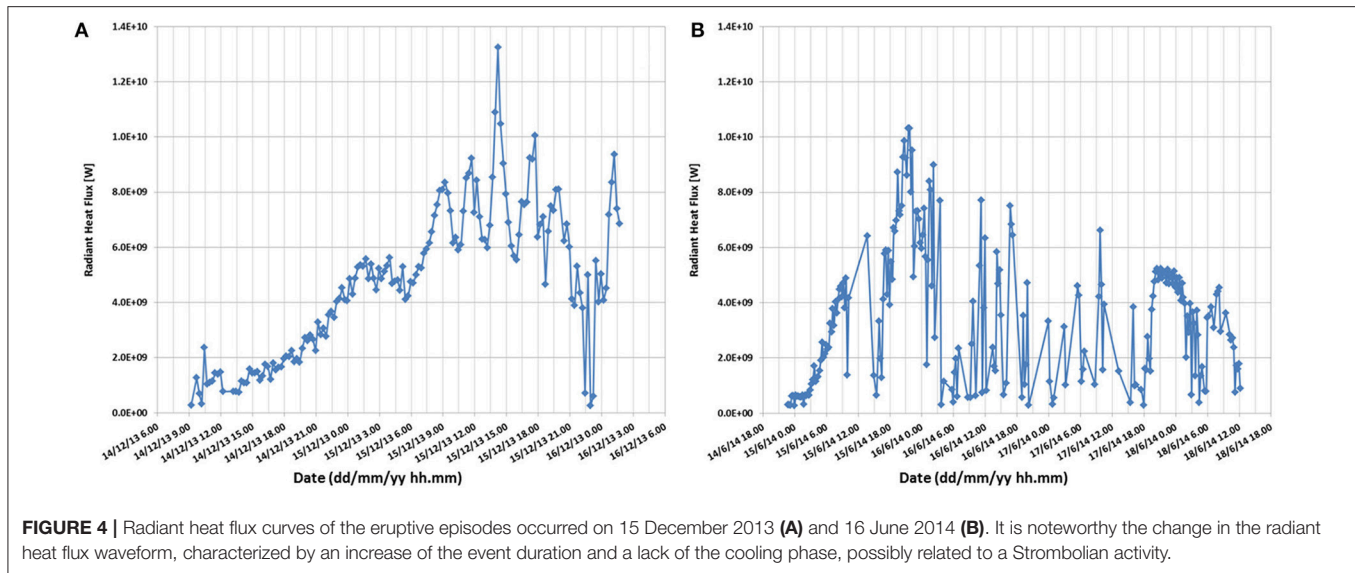 A
1.4E+10
1.2E+10
1.0E+10
8.0E+09
6.0E+09
4.0E+09
2.0E+09
0.0E+00
Radiant Heat Flux [W]
14/12/13 6.00
14/12/13 9.00
14/12/13 12.00
14/12/13 15.00
14/12/13 18.00
14/12/13 21.00
15/12/13 0.00
15/12/13 3.00
15/12/13 6.00
15/12/13 9.00
15/12/13 12.00
15/12/13 15.00
15/12/13 18.00
15/12/13 21.00
16/12/13 0.00
16/12/13 3.00
16/12/13 6.00
Date (dd/mm/yy hh.mm)
B
1.4E+10
1.2E+10
1.0E+10
8.0E+09
6.0E+09
4.0E+09
2.0E+09
0.0E+00
Radiant Heat Flux [W]
14/6/14 18.00
15/6/14 0.00
15/6/14 6.00
15/6/14 12.00
15/6/14 18.00
16/6/14 0.00
16/6/14 6.00
16/6/14 12.00
16/6/14 18.00
17/6/14 0.00
17/6/14 6.00
17/6/14 12.00
17/6/14 18.00
18/6/14 0.00
18/6/14 6.00
18/6/14 12.00
18/6/14 18.00
Date (dd/mm/yy hh.mm)
FIGURE 4 | Radiant heat flux curves of the eruptive episodes occurred on 15 December 2013 (A) and 16 June 2014 (B). It is noteworthy the change in the radiant
heat flux waveform, characterized by an increase of the event duration and a lack of the cooling phase, possibly related to a Strombolian activity.